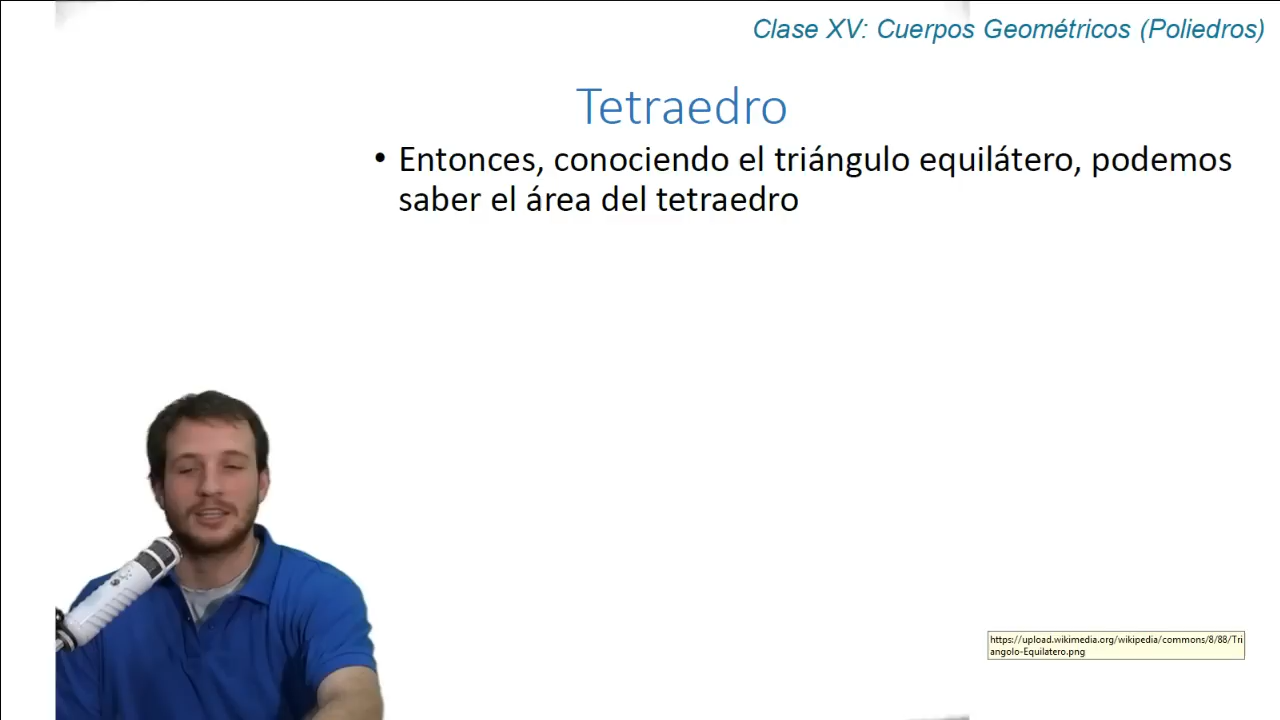 Clase XV: Cuerpos Geométricos (Poliedros)
Tetraedro
• Entonces, conociendo el triángulo equilátero, podemos
saber el área del tetraedro
https://upload.wikimedia.org/wikipedia/commons/8/88/Tri
angolo-Equilatero.png